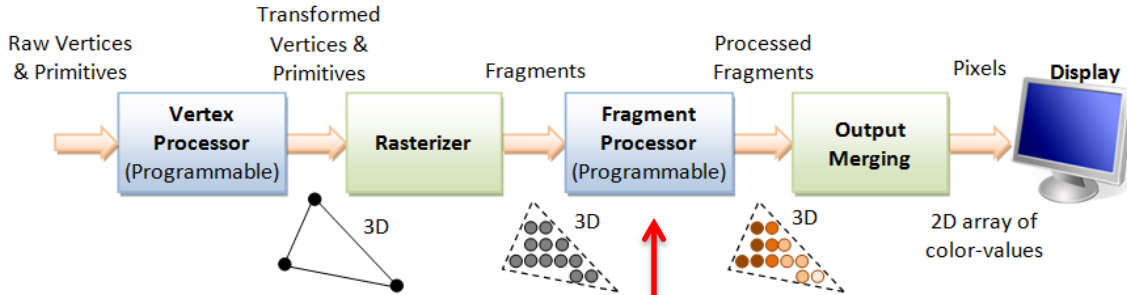 Raw Vertices
& Primitives
Vertex
Processor
(Programmable)
Transformed
Vertices &
Primitives
3D
Rasterizer
Fragments
3D
Fragment
Processor
(Programmable)
Processed
Fragments
3D
Output
Merging
Pixels
Display
2D array of
color-values